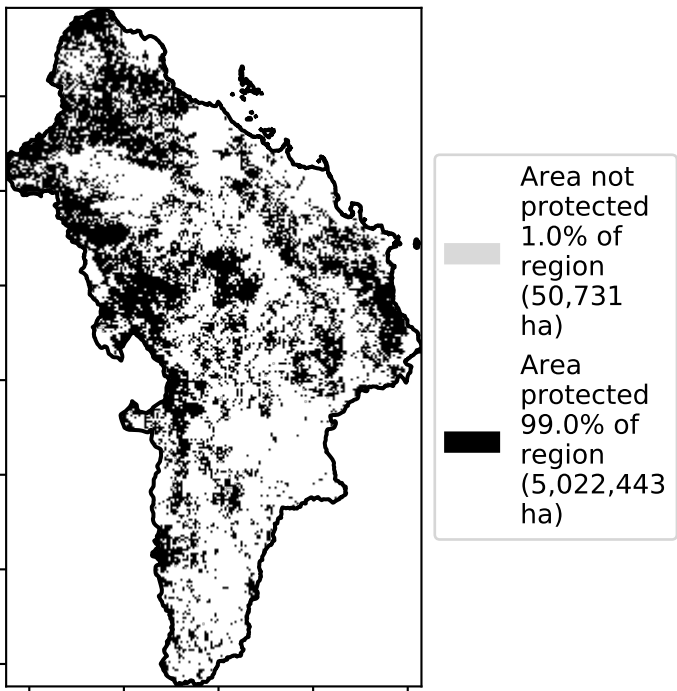 Area not
protected
1.0% of
region
(50,731
ha)
Area
protected
99.0% of
region
(5,022,443
ha)